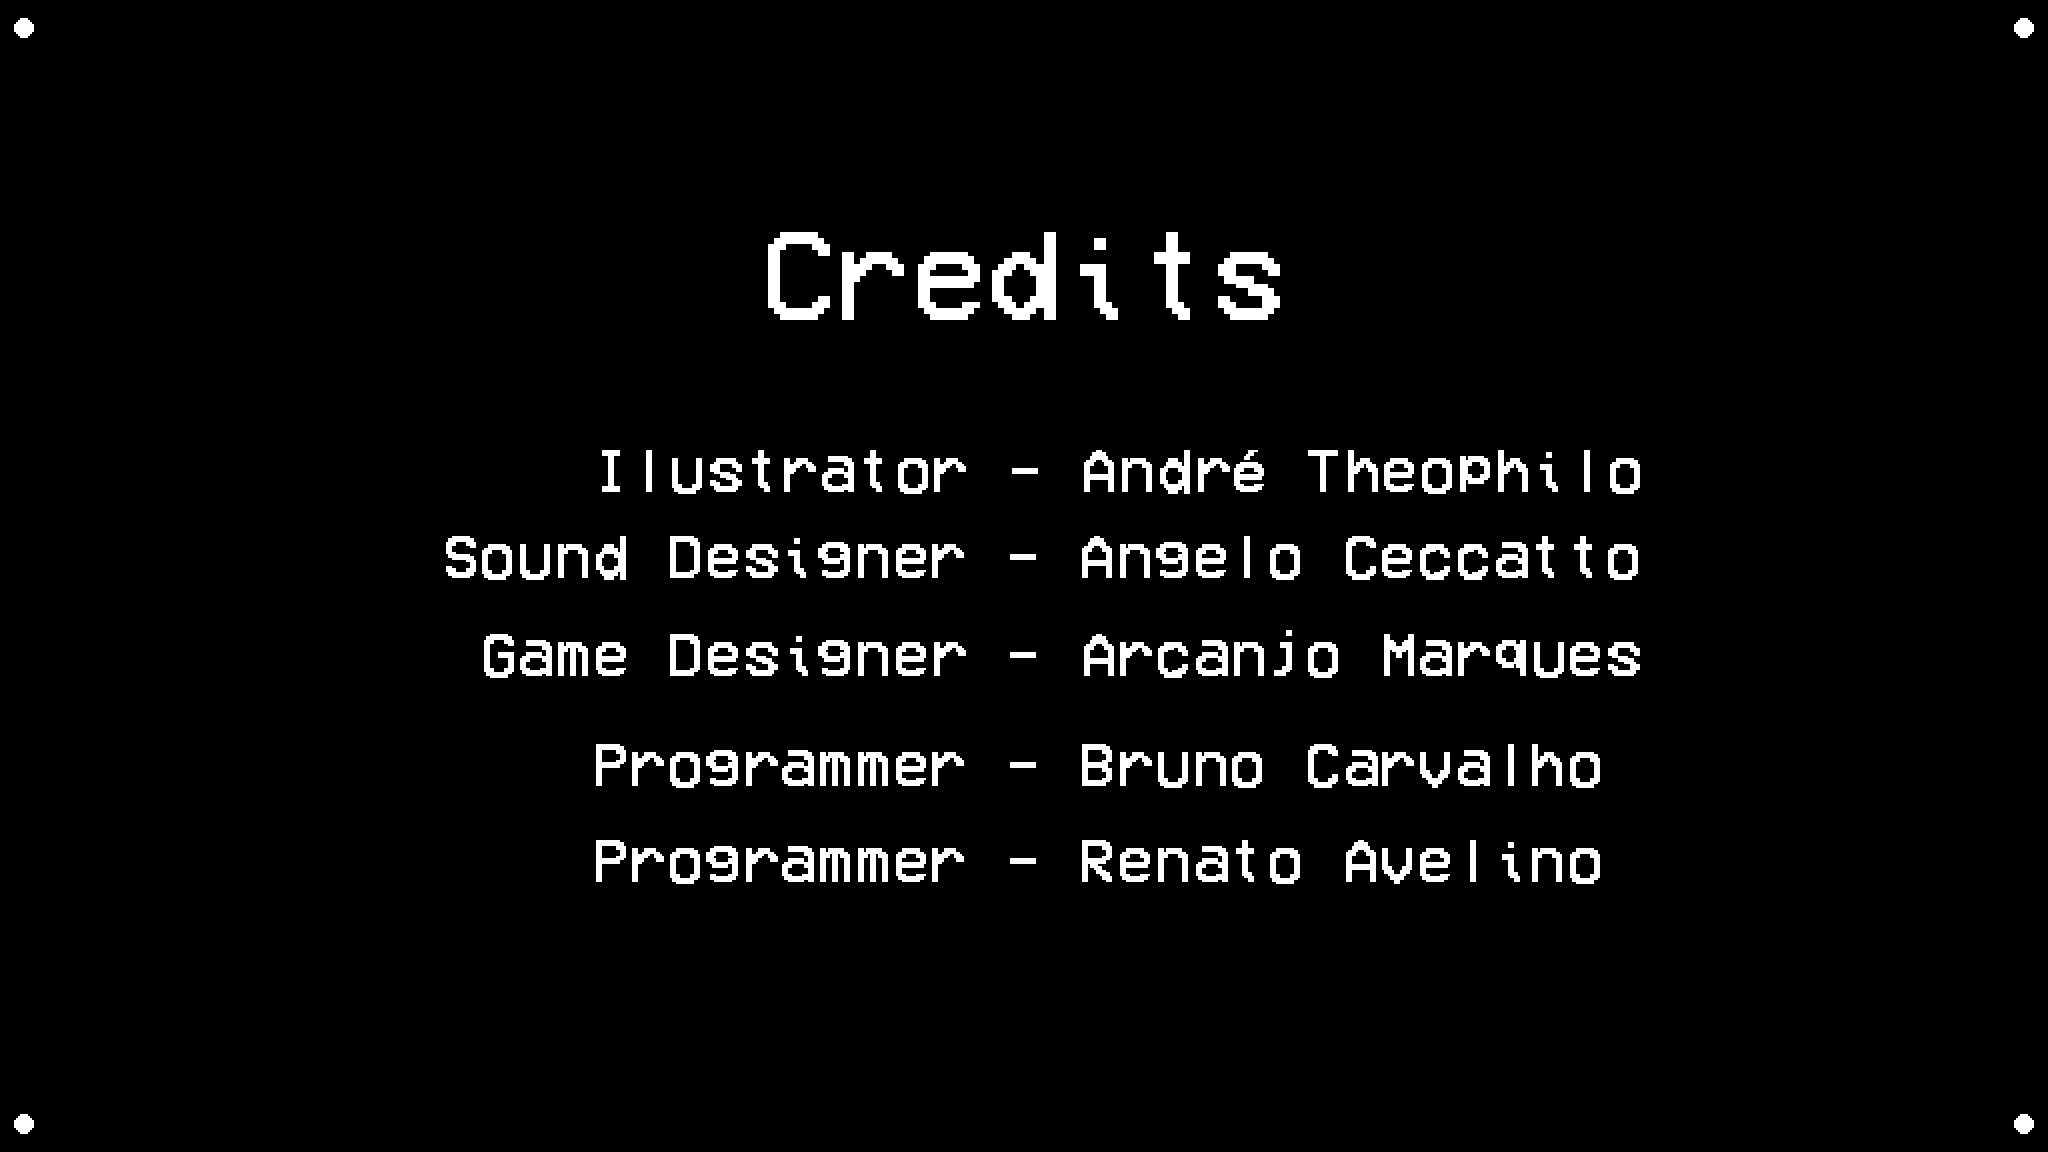 Credits
Ilustrator - André Theophilo
Sound Designer - Angelo Ceccatto
Game Designer - Arcanjo Marques
Programmer - Bruno Carvalho
Programmer - Renato Avelino